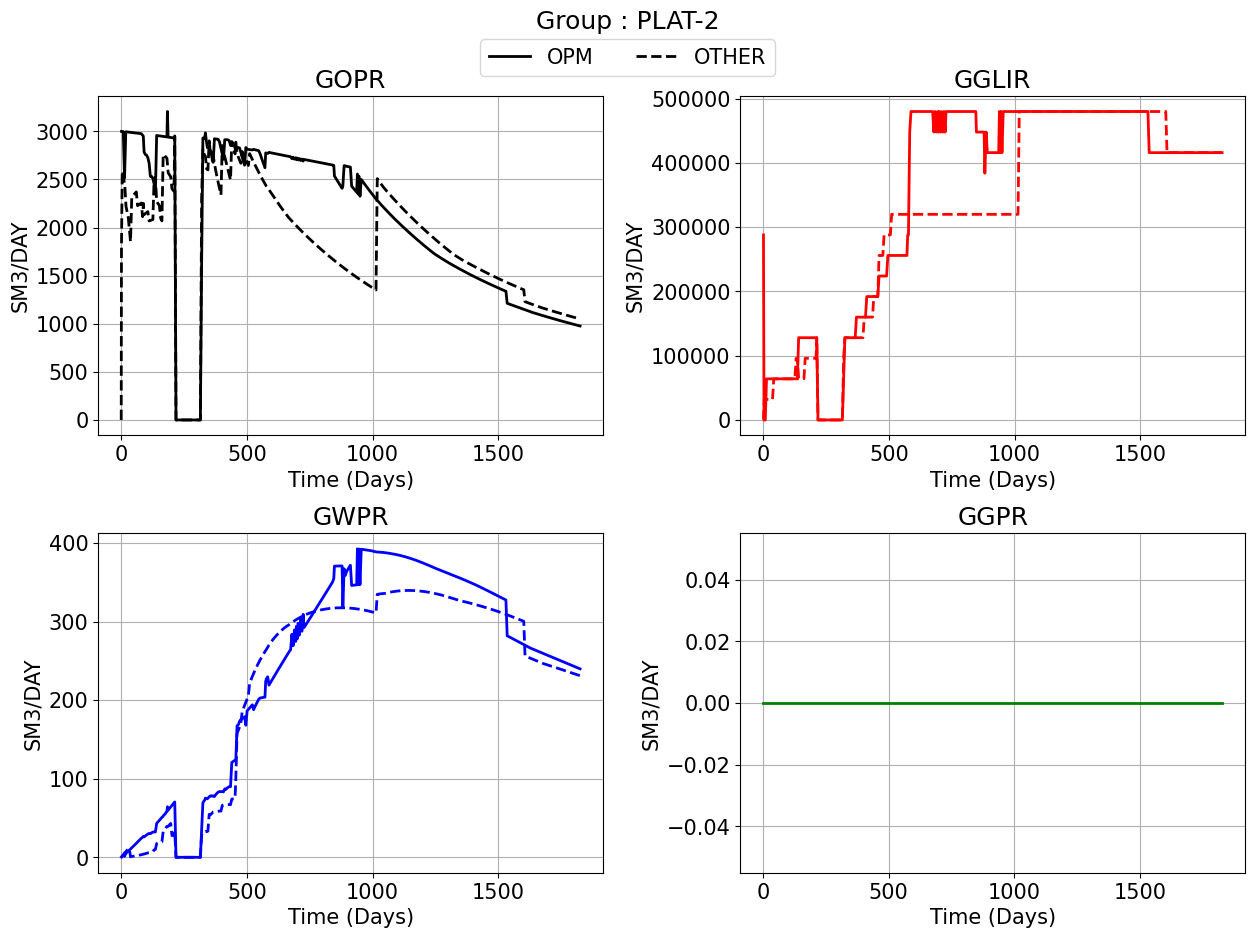 Group : PLAT-2
OPM OTHER
GOPR
SM3/DAY
3000
2500
2000
1500
1000
500
0
0 500 1000 1500
Time (Days)
GGLIR
SM3/DAY
500000
400000
300000
200000
100000
0
0 500 1000 1500
Time (Days)
GWPR
SM3/DAY
400
300
200
100
0
0 500 1000 1500
Time (Days)
GGPR
SM3/DAY
0.04
0.02
0.00
−0.02
−0.04
0 500 1000 1500
Time (Days)